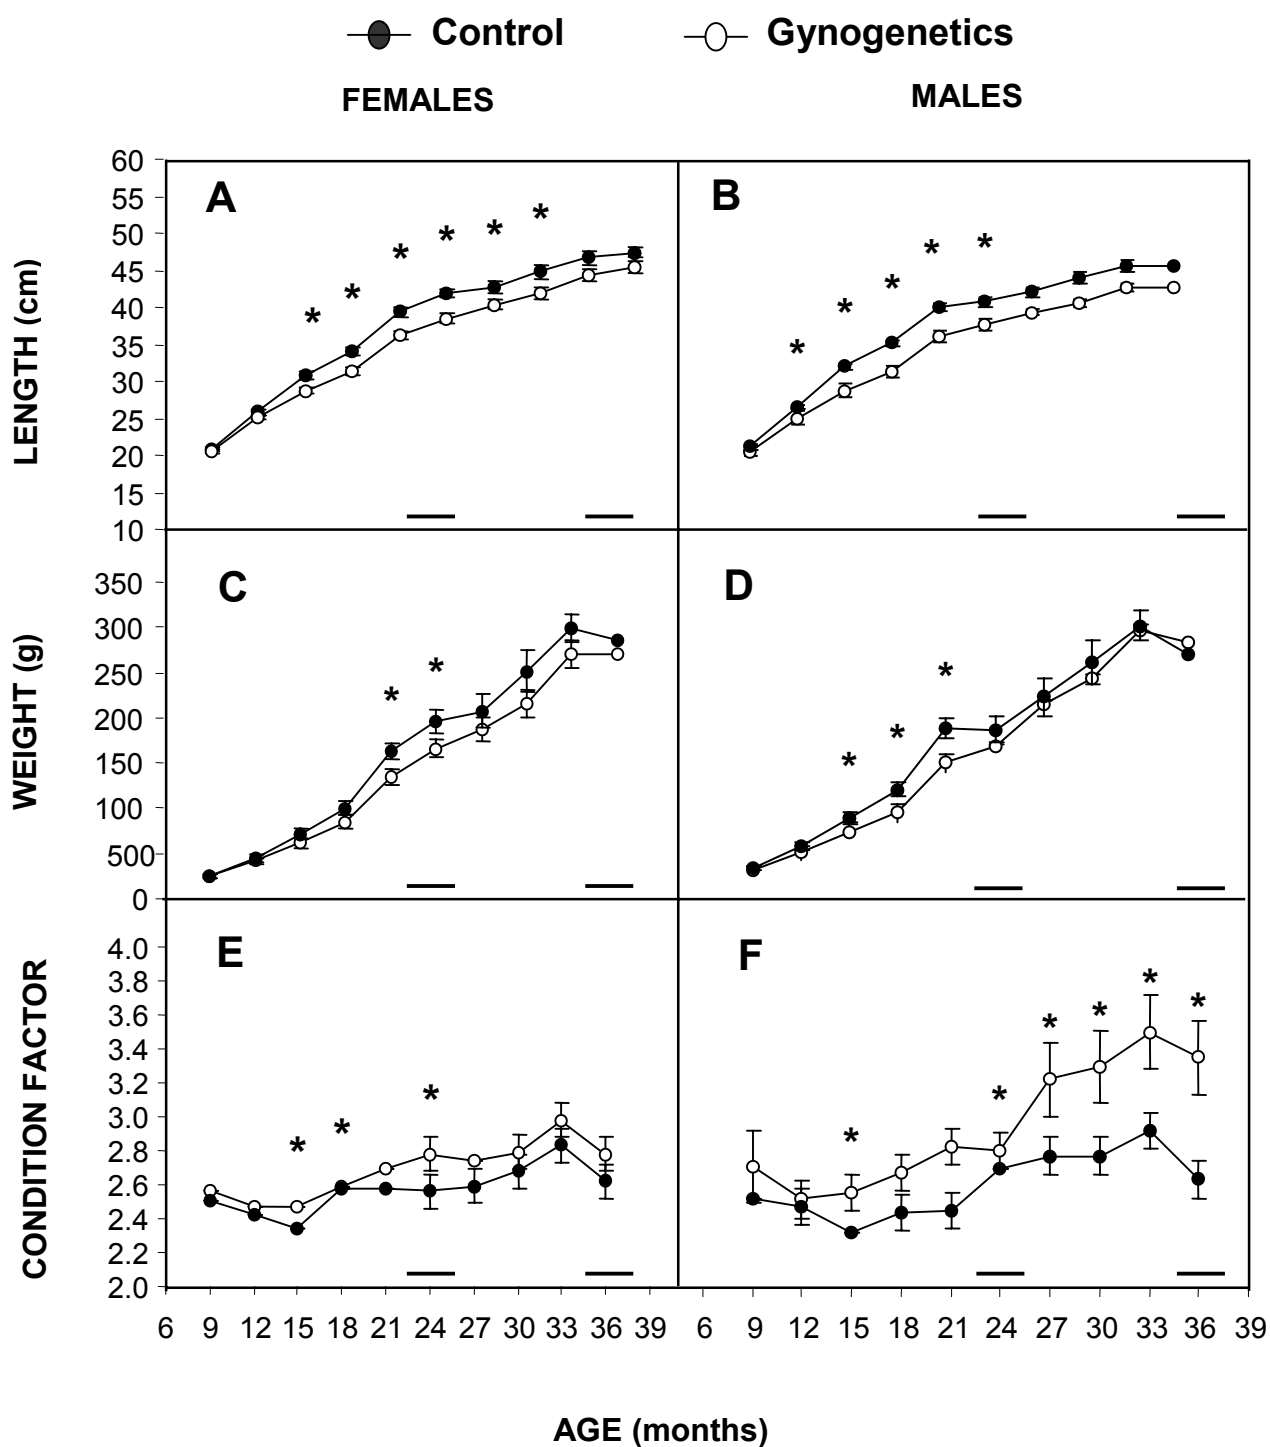 Control Gynogenetics
FEMALES MALES
LENGTH (cm)
60
55
50
45
40
35
30
25
20
15
10
A * * * * * *
B * * * * *
WEIGHT (g)
350
300
250
200
150
100
500
0
C * *
D * * *
CONDITION FACTOR
4.0
3.8
3.6
3.4
3.2
3.0
2.8
2.6
2.4
2.2
2.0
E * * *
F * * * * * *
6 9 12 15 18 21 24 27 30 33 36 39 6 9 12 15 18 21 24 27 30 33 36 39
AGE (months)